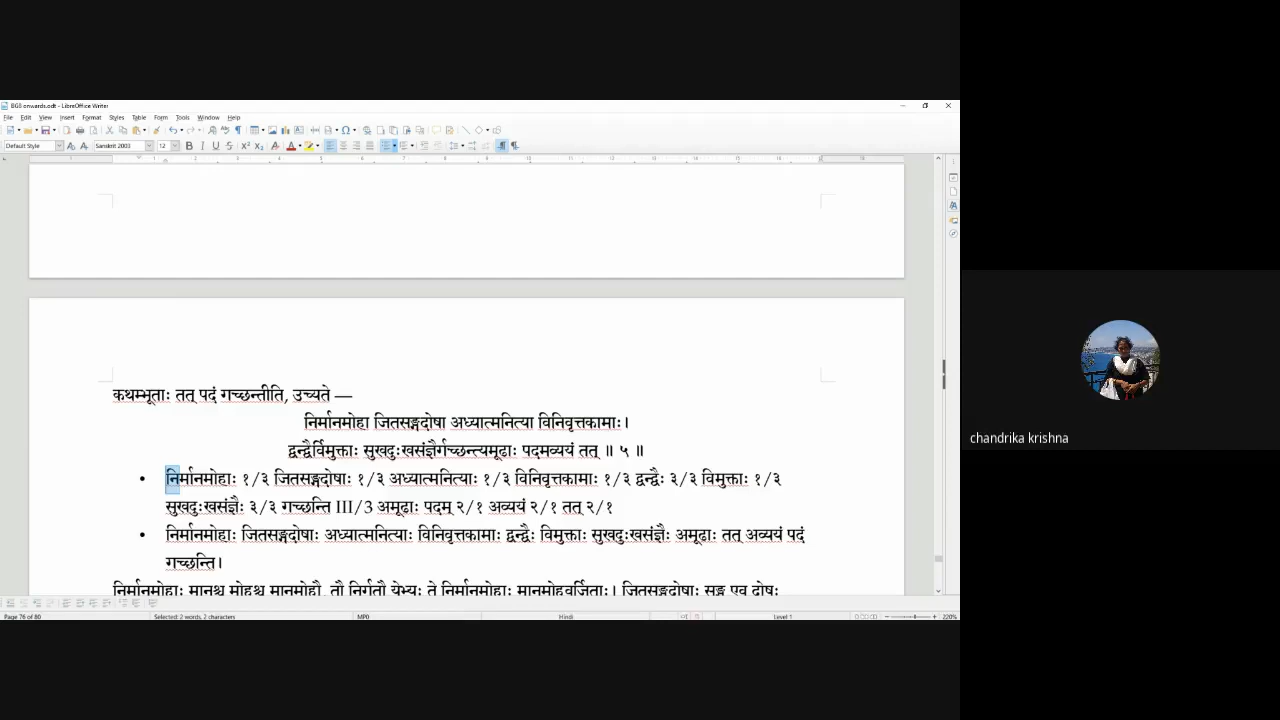 BG8 onwards.odt - LibreOffice Writer
File Edit View Insert Format Styles Table Form Tools Window Help
Default Style Sanskrit 2003 12
कथम्भूताः तत् पदं गच्छन्तीति, उच्यते —
निर्मानमोहा जितसङ्गदोषा अध्यात्मनित्या विनिवृत्तकामाः।
द्वन्द्वैर्विमुक्ताः सुखदुःखसंज्ञैर्गच्छन्त्यमूढाः पदमव्ययं तत् ॥ ५ ॥
• निर्मानमोहाः १/३ जितसङ्गदोषाः १/३ अध्यात्मनित्याः १/३ विनिवृत्तकामाः १/३ द्वन्द्वैः ३/३ विमुक्ताः १/३
सुखदुःखसंज्ञैः ३/३ गच्छन्ति III/3 अमूढाः पदम् २/१ अव्ययं २/१ तत् २/१
• निर्मानमोहाः जितसङ्गदोषाः अध्यात्मनित्याः विनिवृत्तकामाः द्वन्द्वैः विमुक्ताः सुखदुःखसंज्ञैः अमूढाः तत् अव्ययं पदं
गच्छन्ति।
निर्मानमोहाः मानश्च मोहश्च मानमोहौ, तौ निर्गतौ येभ्यः ते निर्मानमोहाः मानमोहवर्जिताः। जितसङ्गदोषाः सङ्ग एव दोषः
Page 76 of 80 Selected: 2 words, 2 characters MP0 Hindi Level 1 220%
chandrika krishna